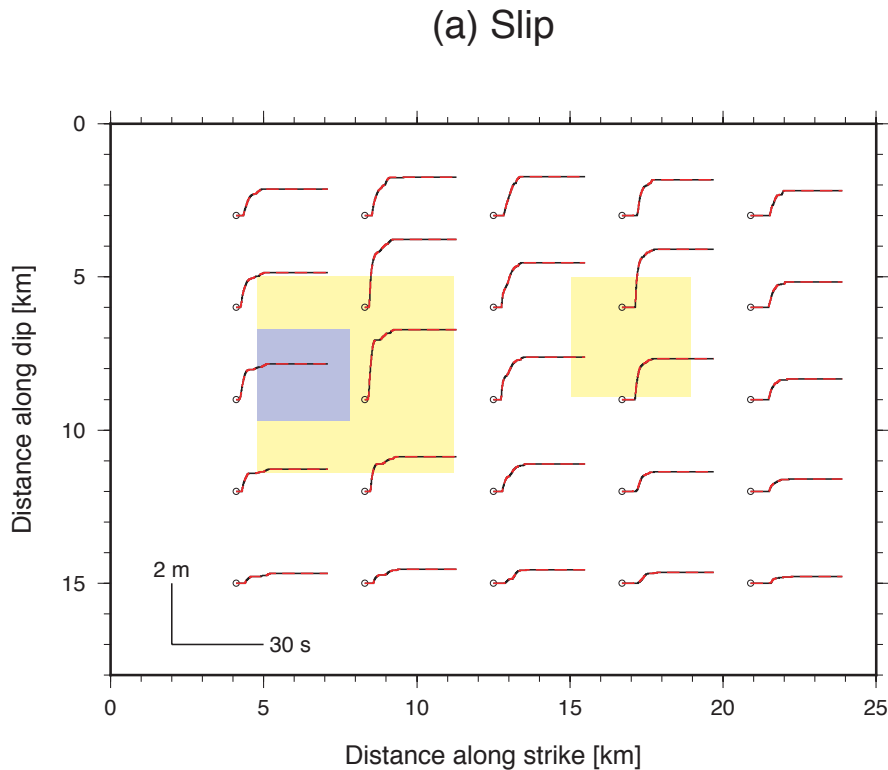 (a) Slip
0
5
10
15
Distance along dip [km]
2 m
30 s
0 5 10 15 20 25
Distance along strike [km]